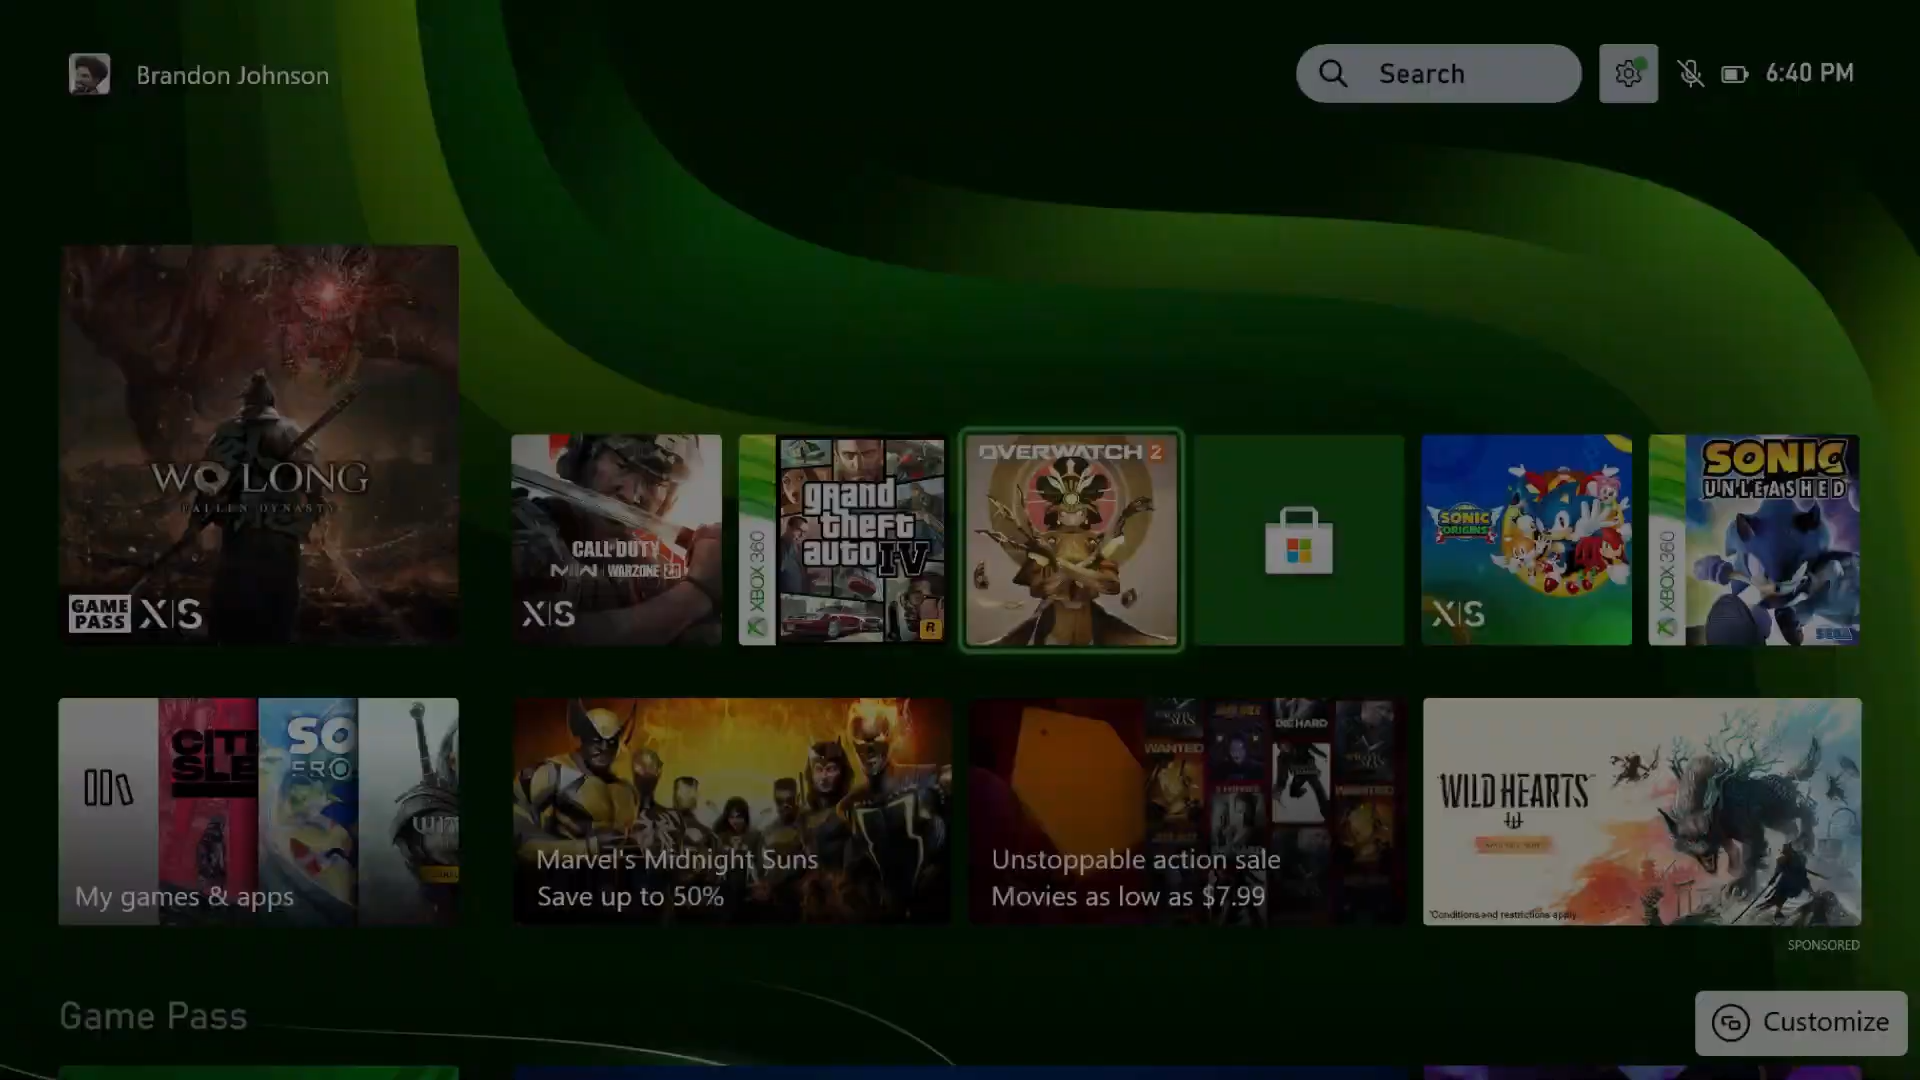 Brandon Johnson
Search
6:40 PM
WO LONG
FALLEN DYNASTY
GAME
PASS
X|S
CALL OF DUTY
MWII WARZONE 2.0
X|S
XBOX 360
grand
theft
auto IV
R
OVERWATCH 2
SONIC
ORIGINS
X|S
XBOX 360
SONIC
UNLEASHED
SEGA
My games & apps
Marvel's Midnight Suns
Save up to 50%
WANTED
DIE HARD
Unstoppable action sale
Movies as low as $7.99
WILD HEARTS
*Conditions and restrictions apply
SPONSORED
Game Pass
Customize